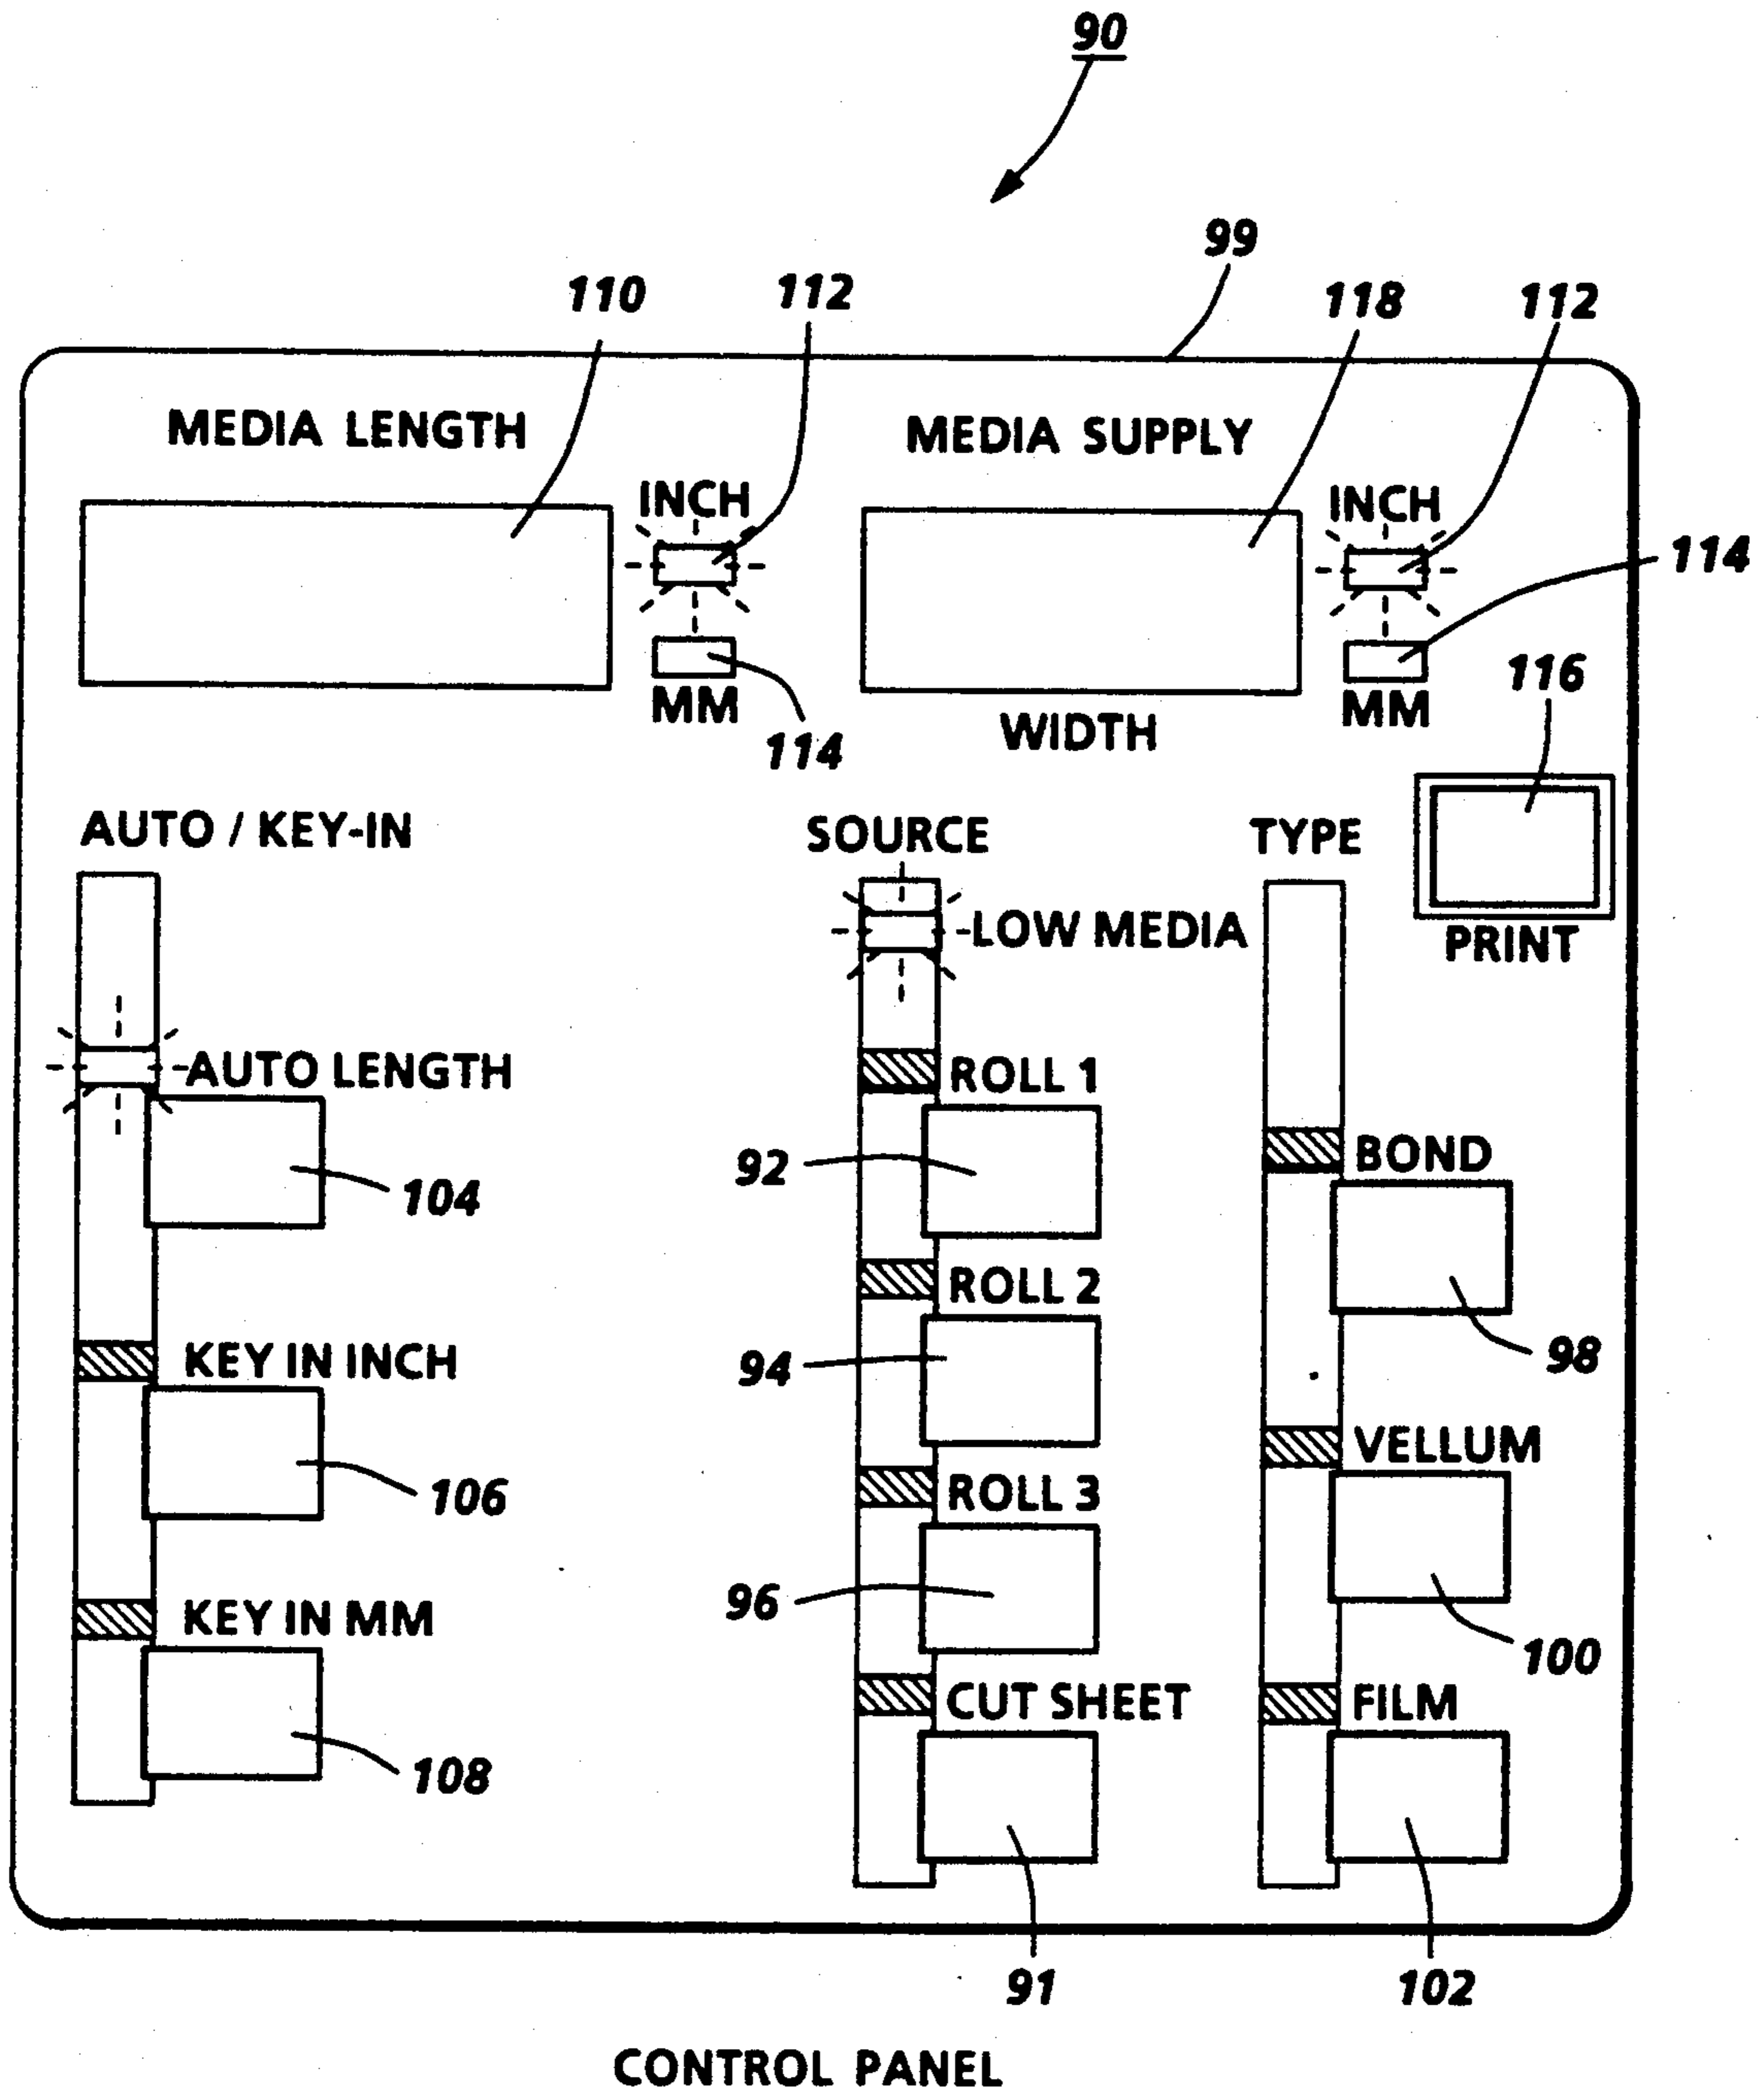 90
99
110
112
118
112
MEDIA LENGTH
MEDIA SUPPLY
INCH
INCH
114
MM
114
WIDTH
MM
116
PRINT
AUTO / KEY-IN
SOURCE
TYPE
LOW MEDIA
AUTO LENGTH
104
KEY IN INCH
106
KEY IN MM
108
ROLL 1
92
ROLL 2
94
ROLL 3
96
CUT SHEET
91
BOND
98
VELLUM
100
FILM
102
CONTROL PANEL